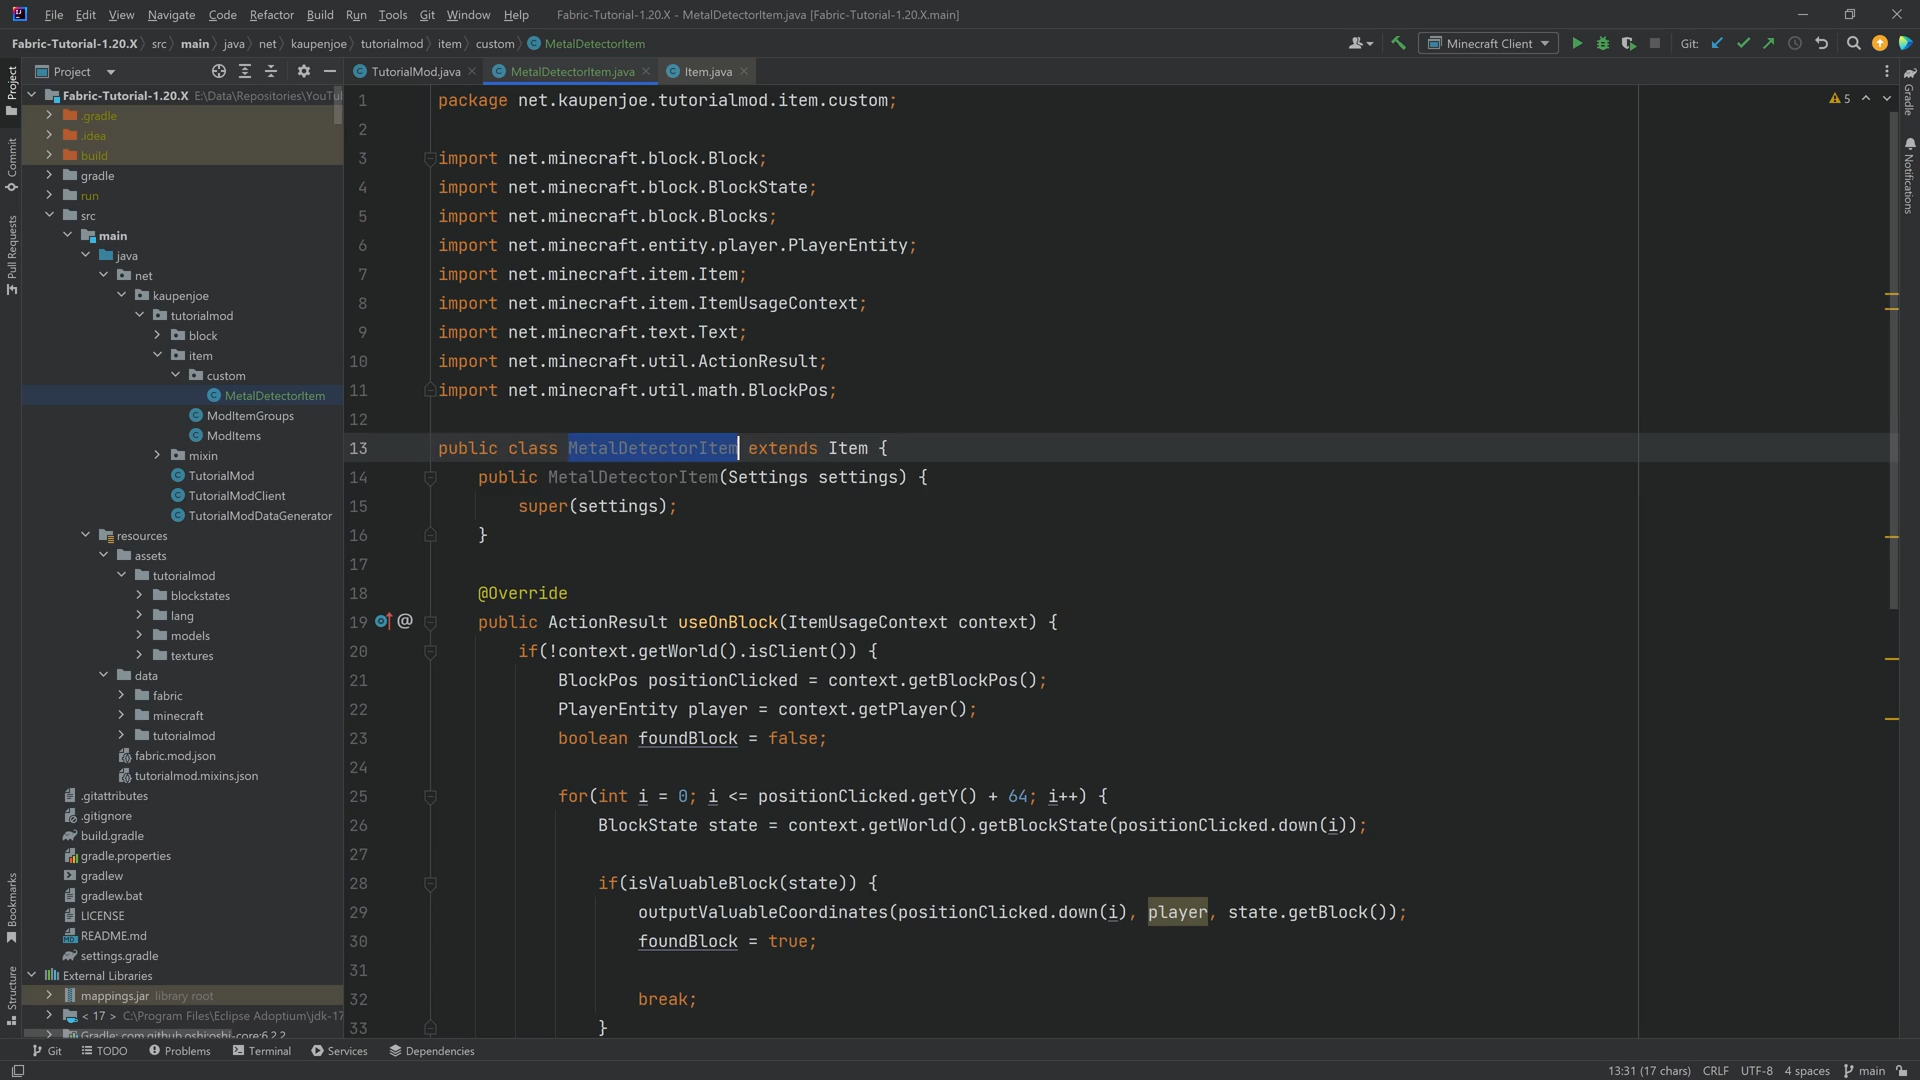 File Edit View Navigate Code Refactor Build Run Tools Git Window Help Fabric-Tutorial-1.20.X - MetalDetectorItem.java [Fabric-Tutorial-1.20.X.main]
Fabric-Tutorial-1.20.X src main java net kaupenjoe tutorialmod item custom MetalDetectorItem Minecraft Client Git:
Project TutorialMod.java MetalDetectorItem.java Item.java
Fabric-Tutorial-1.20.X E:\Data\Repositories\YouTu
.gradle
.idea
build
gradle
run
src
main
java
net
kaupenjoe
tutorialmod
block
item
custom
MetalDetectorItem
ModItemGroups
ModItems
mixin
TutorialMod
TutorialModClient
TutorialModDataGenerator
resources
assets
tutorialmod
blockstates
lang
models
textures
data
fabric
minecraft
tutorialmod
fabric.mod.json
tutorialmod.mixins.json
.gitattributes
.gitignore
build.gradle
gradle.properties
gradlew
gradlew.bat
LICENSE
README.md
settings.gradle
External Libraries
mappings.jar library root
< 17 > C:\Program Files\Eclipse Adoptium\jdk-17
Gradle: com.github.oshi:oshi-core:6.2.2
Project
Commit
Pull Requests
Bookmarks
Structure
1 package net.kaupenjoe.tutorialmod.item.custom;
2
3 import net.minecraft.block.Block;
4 import net.minecraft.block.BlockState;
5 import net.minecraft.block.Blocks;
6 import net.minecraft.entity.player.PlayerEntity;
7 import net.minecraft.item.Item;
8 import net.minecraft.item.ItemUsageContext;
9 import net.minecraft.text.Text;
10 import net.minecraft.util.ActionResult;
11 import net.minecraft.util.math.BlockPos;
12
13 public class MetalDetectorItem extends Item {
14 public MetalDetectorItem(Settings settings) {
15 super(settings);
16 }
17
18 @Override
19 @ public ActionResult useOnBlock(ItemUsageContext context) {
20 if(!context.getWorld().isClient()) {
21 BlockPos positionClicked = context.getBlockPos();
22 PlayerEntity player = context.getPlayer();
23 boolean foundBlock = false;
24
25 for(int i = 0; i <= positionClicked.getY() + 64; i++) {
26 BlockState state = context.getWorld().getBlockState(positionClicked.down(i));
27
28 if(isValuableBlock(state)) {
29 outputValuableCoordinates(positionClicked.down(i), player, state.getBlock());
30 foundBlock = true;
31
32 break;
33 }
5
Gradle
Notifications
Git TODO Problems Terminal Services Dependencies
13:31 (17 chars) CRLF UTF-8 4 spaces main